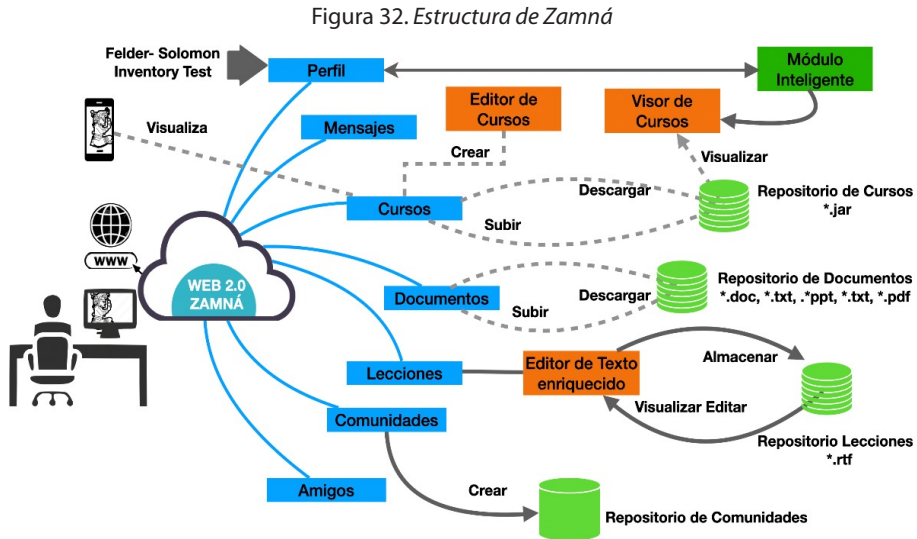 Figura 32. Estructura de Zamná
Felder- Solomon
Inventory Test
Perfil
Módulo
Inteligente
Mensajes
Editor de
Cursos
Visor de
Cursos
Visualiza
Crear
Visualizar
Cursos
Descargar
Subir
Repositorio de Cursos
*.jar
WWW
WEB 2.0
ZAMNÁ
Documentos
Descargar
Subir
Repositorio de Documentos
*.doc, *.txt, .*ppt, *.txt, *.pdf
Lecciones
Editor de Texto
enriquecido
Almacenar
Visualizar Editar
Repositorio Lecciones
*.rtf
Comunidades
Amigos
Crear
Repositorio de Comunidades